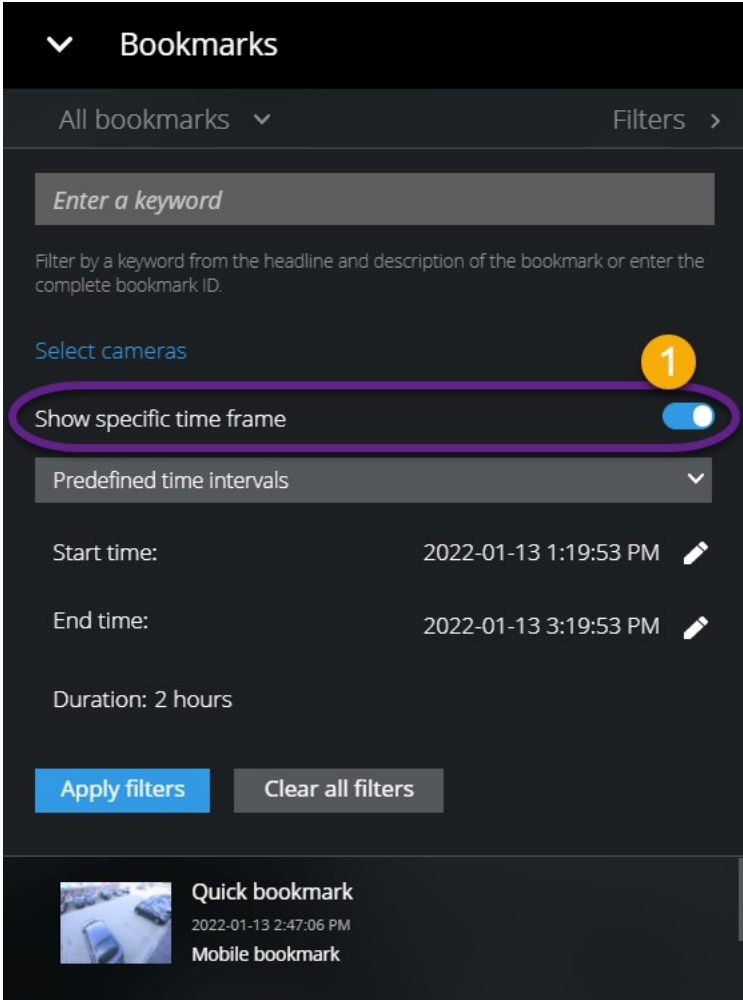 Bookmarks
All bookmarks Filters
Enter a keyword
Filter by a keyword from the headline and description of the bookmark or enter the
complete bookmark ID.
Select cameras
1
Show specific time frame
Predefined time intervals
Start time: 2022-01-13 1:19:53 PM
End time: 2022-01-13 3:19:53 PM
Duration: 2 hours
Apply filters Clear all filters
Quick bookmark
2022-01-13 2:47:06 PM
Mobile bookmark